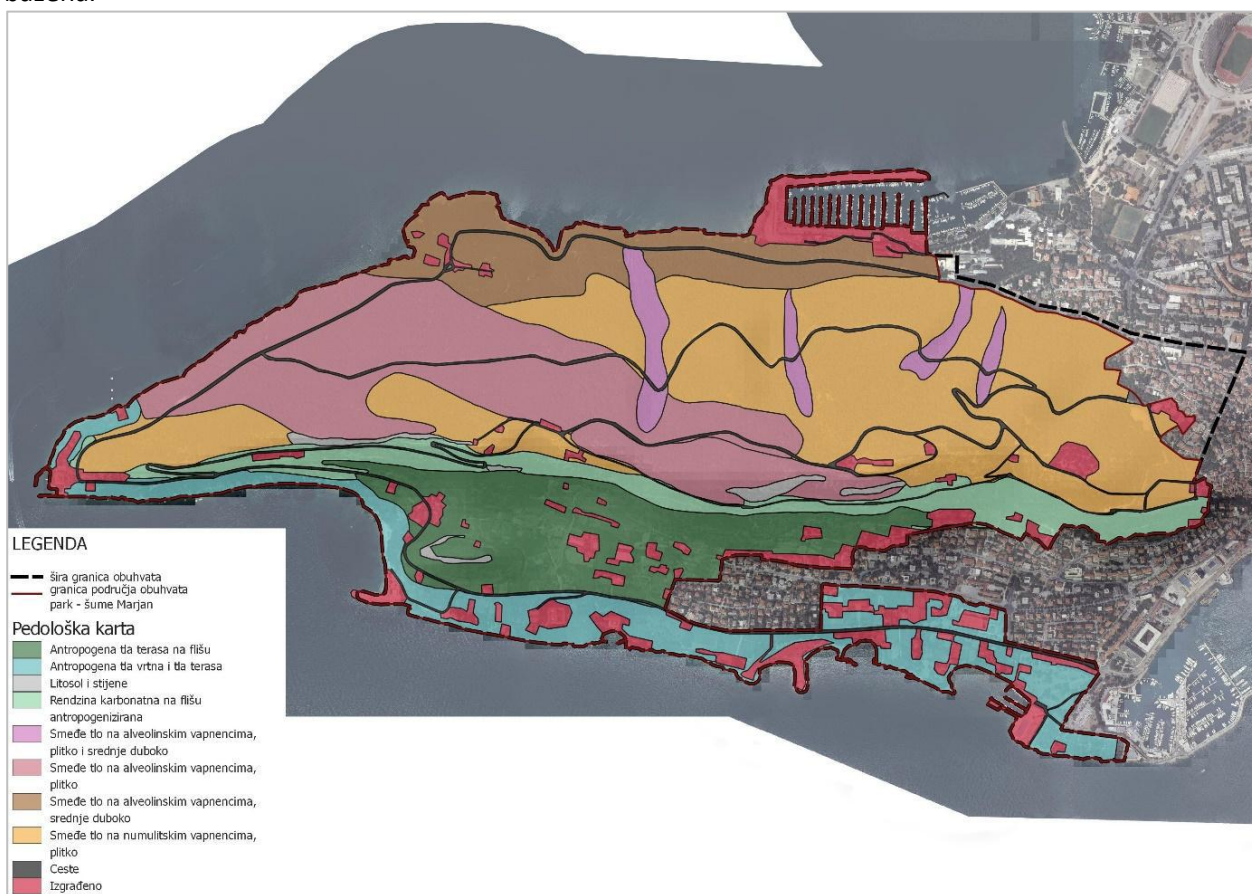 bazena.
LEGENDA
šira granica obuhvata
granica područja obuhvata
park - šume Marjan
Pedološka karta
Antropogena tla terasa na flišu
Antropogena tla vrtna i tla terasa
Litosol i stijene
Rendzina karbonatna na flišu
antropogenizirana
Smeđe tlo na alveolinskim vapnencima,
plitko i srednje duboko
Smeđe tlo na alveolinskim vapnencima,
plitko
Smeđe tlo na alveolinskim vapnencima,
srednje duboko
Smeđe tlo na numulitskim vapnencima,
plitko
Ceste
Izgrađeno